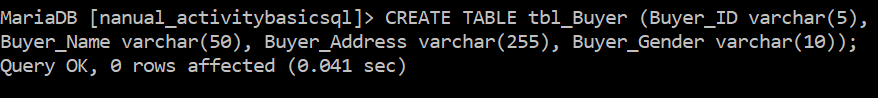 MariaDB [nanual_activitybasicsql]> CREATE TABLE tbl_Buyer (Buyer_ID varchar(5),
Buyer_Name varchar(50), Buyer_Address varchar(255), Buyer_Gender varchar(10));
Query OK, 0 rows affected (0.041 sec)